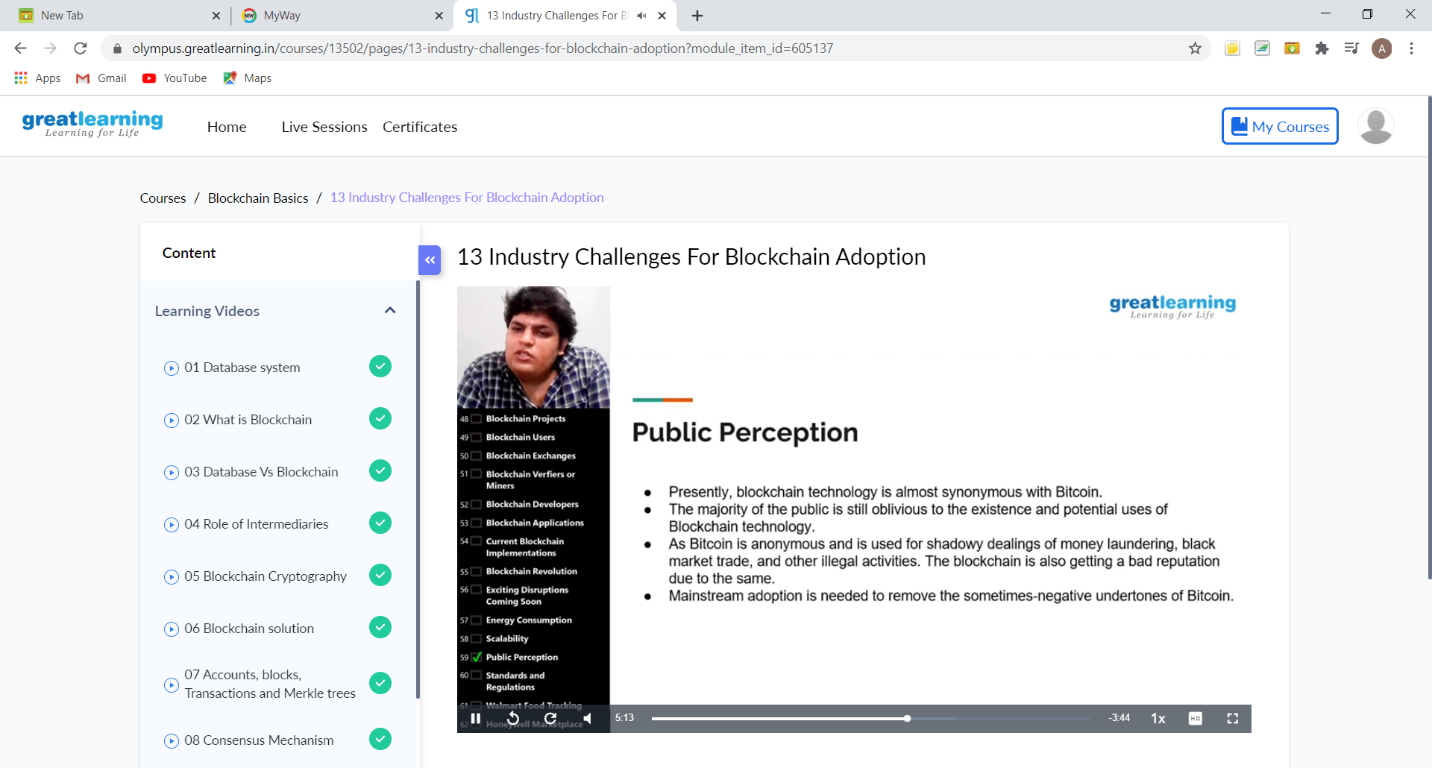 New Tab
MyWay
13 Industry Challenges For Bl
olympus.greatlearning.in/courses/13502/pages/13-industry-challenges-for-blockchain-adoption?module_item_id=605137
A
Apps
Gmail
YouTube
Maps
greatlearning
Learning for Life
Home
Live Sessions
Certificates
My Courses
Courses / Blockchain Basics / 13 Industry Challenges For Blockchain Adoption
Content
Learning Videos
01 Database system
02 What is Blockchain
03 Database Vs Blockchain
04 Role of Intermediaries
05 Blockchain Cryptography
06 Blockchain solution
07 Accounts, blocks,
Transactions and Merkle trees
08 Consensus Mechanism
13 Industry Challenges For Blockchain Adoption
48 Blockchain Projects
49 Blockchain Users
50 Blockchain Exchanges
51 Blockchain Verfiers or
Miners
52 Blockchain Developers
53 Blockchain Applications
54 Current Blockchain
Implementations
55 Blockchain Revolution
56 Exciting Disruptions
Coming Soon
57 Energy Consumption
58 Scalability
59 Public Perception
60 Standards and
Regulations
61 Walmart Food Tracking
62 Honeywell Marketplace
greatlearning
Learning for Life
Public Perception
● Presently, blockchain technology is almost synonymous with Bitcoin.
● The majority of the public is still oblivious to the existence and potential uses of
Blockchain technology.
● As Bitcoin is anonymous and is used for shadowy dealings of money laundering, black
market trade, and other illegal activities. The blockchain is also getting a bad reputation
due to the same.
● Mainstream adoption is needed to remove the sometimes-negative undertones of Bitcoin.
5:13
-3:44
1x
HD